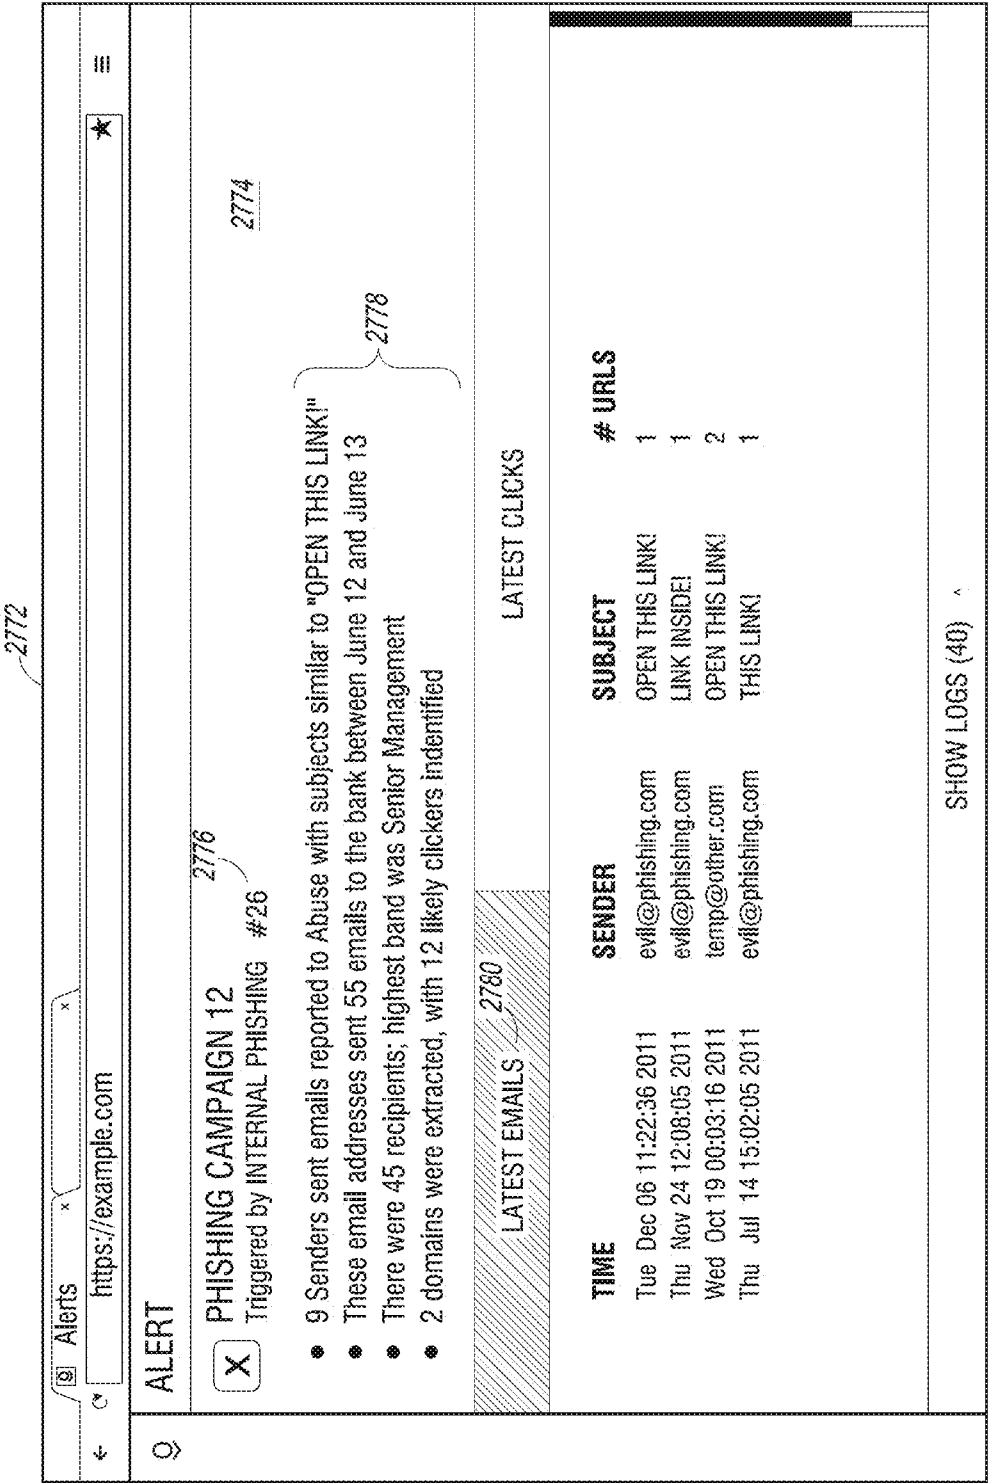 2772
Alerts x x
https://example.com
ALERT
2774
X PHISHING CAMPAIGN 12 2776
Triggered by INTERNAL PHISHING #26
• 9 Senders sent emails reported to Abuse with subjects similar to "OPEN THIS LINK!"
• These email addresses sent 55 emails to the bank between June 12 and June 13
• There were 45 recipients; highest band was Senior Management
• 2 domains were extracted, with 12 likely clickers indentified
2778
LATEST EMAILS 2780 LATEST CLICKS
TIME SENDER SUBJECT # URLS
Tue Dec 06 11:22:36 2011 evil@phishing.com OPEN THIS LINK! 1
Thu Nov 24 12:08:05 2011 evil@phishing.com LINK INSIDE! 1
Wed Oct 19 00:03:16 2011 temp@other.com OPEN THIS LINK! 2
Thu Jul 14 15:02:05 2011 evil@phishing.com THIS LINK! 1
SHOW LOGS (40) ^